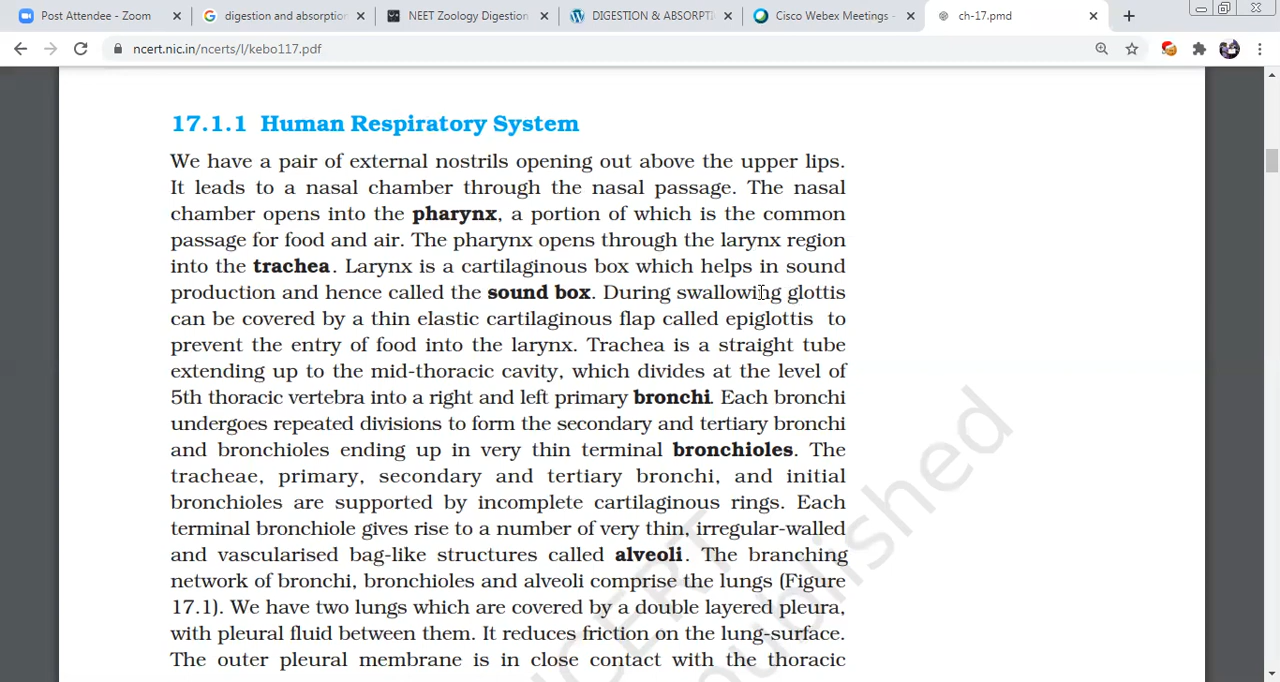 Post Attendee - Zoom
digestion and absorption
NEET Zoology Digestion
DIGESTION & ABSORPTI
Cisco Webex Meetings -
ch-17.pmd
ncert.nic.in/ncerts/l/kebo117.pdf
17.1.1 Human Respiratory System
We have a pair of external nostrils opening out above the upper lips.
It leads to a nasal chamber through the nasal passage. The nasal
chamber opens into the pharynx, a portion of which is the common
passage for food and air. The pharynx opens through the larynx region
into the trachea. Larynx is a cartilaginous box which helps in sound
production and hence called the sound box. During swallowing glottis
can be covered by a thin elastic cartilaginous flap called epiglottis to
prevent the entry of food into the larynx. Trachea is a straight tube
extending up to the mid-thoracic cavity, which divides at the level of
5th thoracic vertebra into a right and left primary bronchi. Each bronchi
undergoes repeated divisions to form the secondary and tertiary bronchi
and bronchioles ending up in very thin terminal bronchioles. The
tracheae, primary, secondary and tertiary bronchi, and initial
bronchioles are supported by incomplete cartilaginous rings. Each
terminal bronchiole gives rise to a number of very thin, irregular-walled
and vascularised bag-like structures called alveoli. The branching
network of bronchi, bronchioles and alveoli comprise the lungs (Figure
17.1). We have two lungs which are covered by a double layered pleura,
with pleural fluid between them. It reduces friction on the lung-surface.
The outer pleural membrane is in close contact with the thoracic